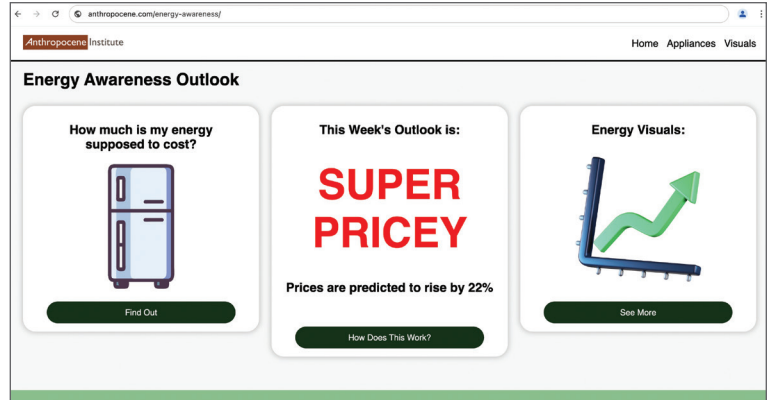 anthropocene.com/energy-awareness/
Anthropocene Institute
Home Appliances Visuals
Energy Awareness Outlook
How much is my energy
supposed to cost?
Find Out
This Week's Outlook is:
SUPER
PRICEY
Prices are predicted to rise by 22%
How Does This Work?
Energy Visuals:
See More